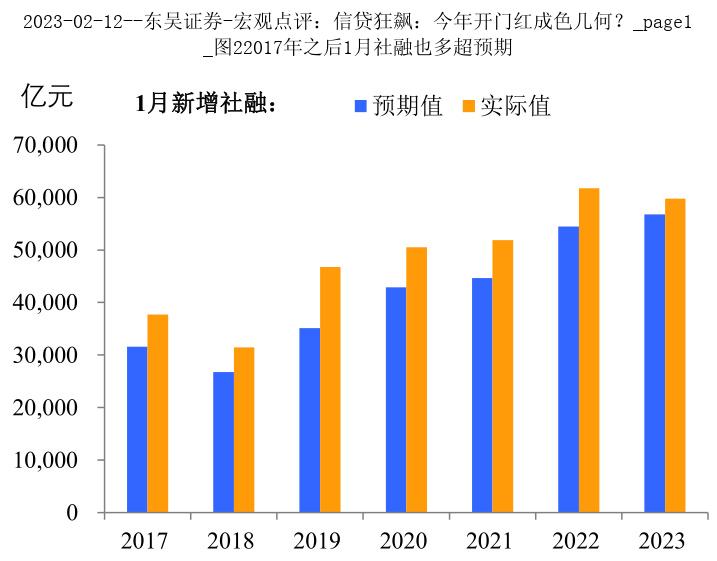 2023-02-12--东吴证券-宏观点评：信贷狂飙：今年开门红成色几何？_page1
_图22017年之后1月社融也多超预期
亿元
1月新增社融：
预期值 实际值
70,000
60,000
50,000
40,000
30,000
20,000
10,000
0
2017 2018 2019 2020 2021 2022 2023